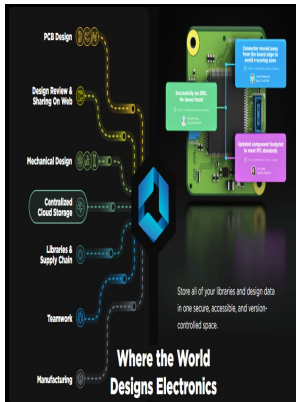 PCB Design
Design Review &
Sharing On Web
Mechanical Design
Centralized
Cloud Storage
Libraries &
Supply Chain
Teamwork
Manufacturing
Connector moved away
from the board edge to
avoid v-scoring zone
Successfully ran DRC.
No issues found
Updated component footprint
to meet IPC standards
Store all of your libraries and design data
in one secure, accessible, and version-
controlled space.
Where the World
Designs Electronics